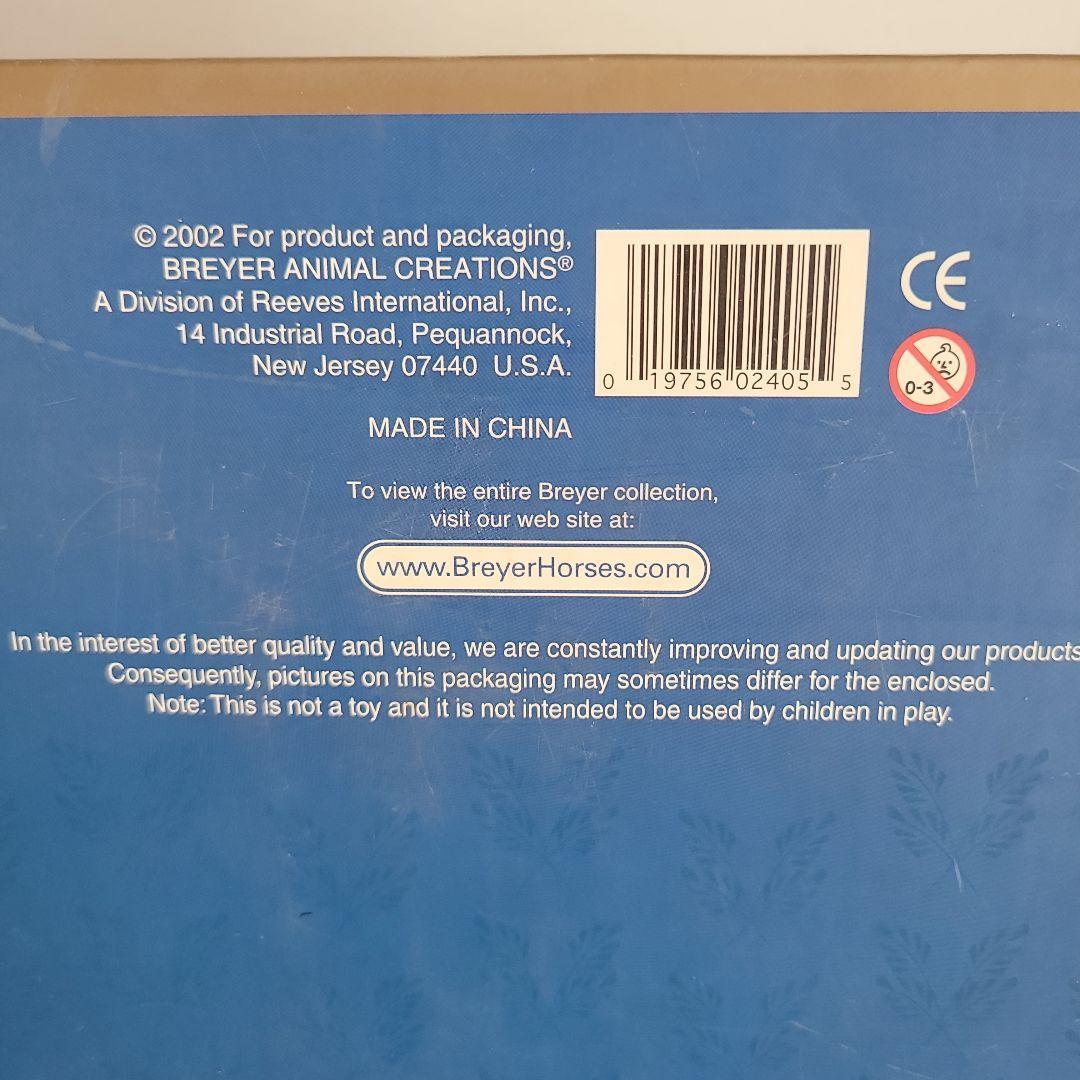 © 2002 For product and packaging,
BREYER ANIMAL CREATIONS®
A Division of Reeves International, Inc.,
14 Industrial Road, Pequannock,
New Jersey 07440 U.S.A.
0 19756 02405 5
CE
0-3
MADE IN CHINA
To view the entire Breyer collection,
visit our web site at:
www.BreyerHorses.com
In the interest of better quality and value, we are constantly improving and updating our products
Consequently, pictures on this packaging may sometimes differ for the enclosed.
Note: This is not a toy and it is not intended to be used by children in play.